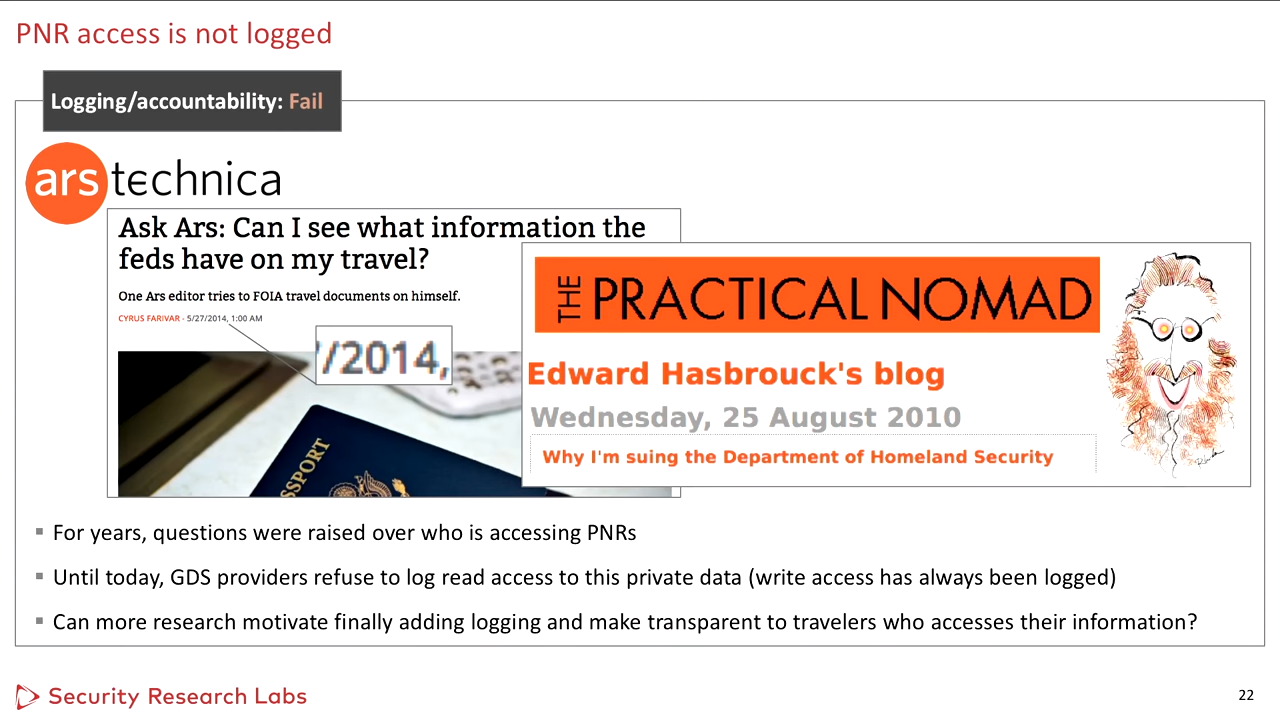 PNR access is not logged
Logging/accountability: Fail
ars technica
Ask Ars: Can I see what information the
feds have on my travel?
One Ars editor tries to FOIA travel documents on himself.
CYRUS FARIVAR - 5/27/2014, 1:00 AM
/2014,
SSPORT
THE PRACTICAL NOMAD
Edward Hasbrouck's blog
Wednesday, 25 August 2010
Why I'm suing the Department of Homeland Security
For years, questions were raised over who is accessing PNRs
Until today, GDS providers refuse to log read access to this private data (write access has always been logged)
Can more research motivate finally adding logging and make transparent to travelers who accesses their information?
Security Research Labs
22